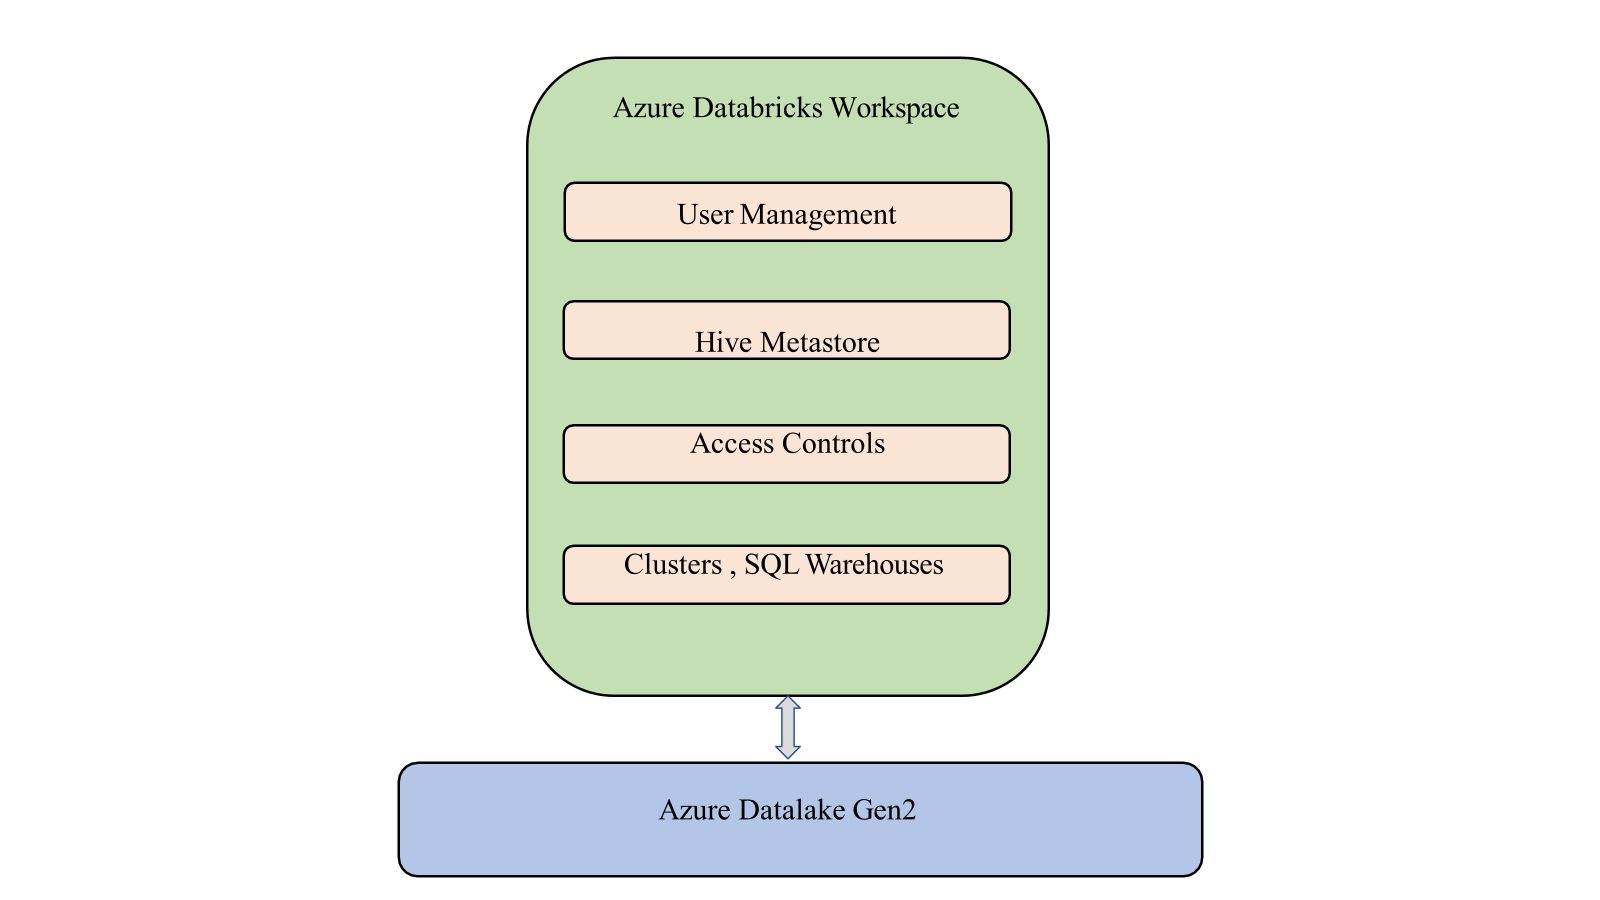 Azure Databricks Workspace
User Management
Hive Metastore
Access Controls
Clusters , SQL Warehouses
Azure Datalake Gen2